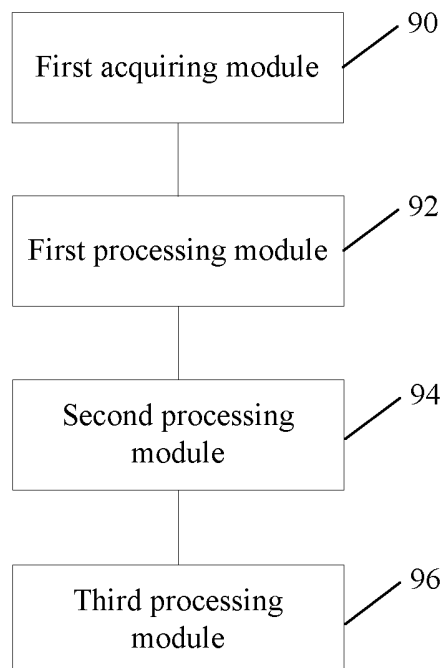 First acquiring module
90
First processing module
92
Second processing
module
94
Third processing
module
96